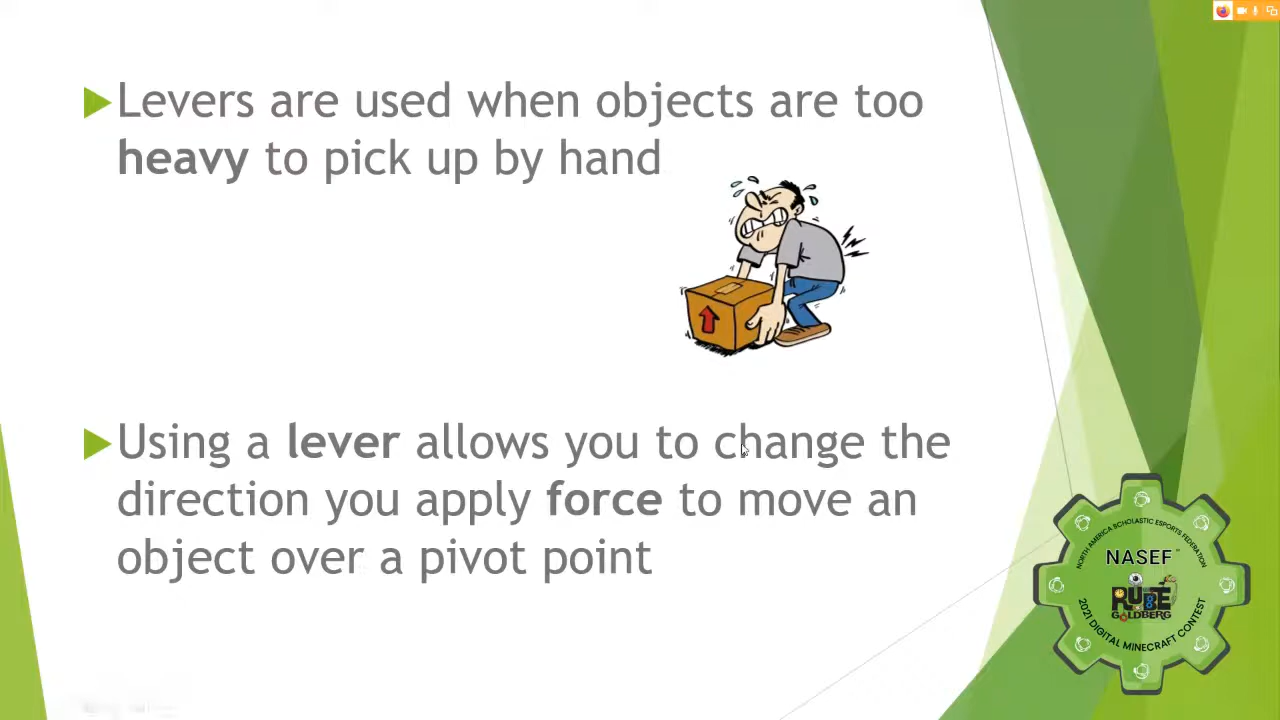 Levers are used when objects are too
heavy to pick up by hand
Using a lever allows you to change the
direction you apply force to move an
object over a pivot point
NORTH AMERICA SCHOLASTIC ESPORTS FEDERATION
NASEF™
RUBE
GOLDBERG
2021 DIGITAL MINECRAFT CONTEST